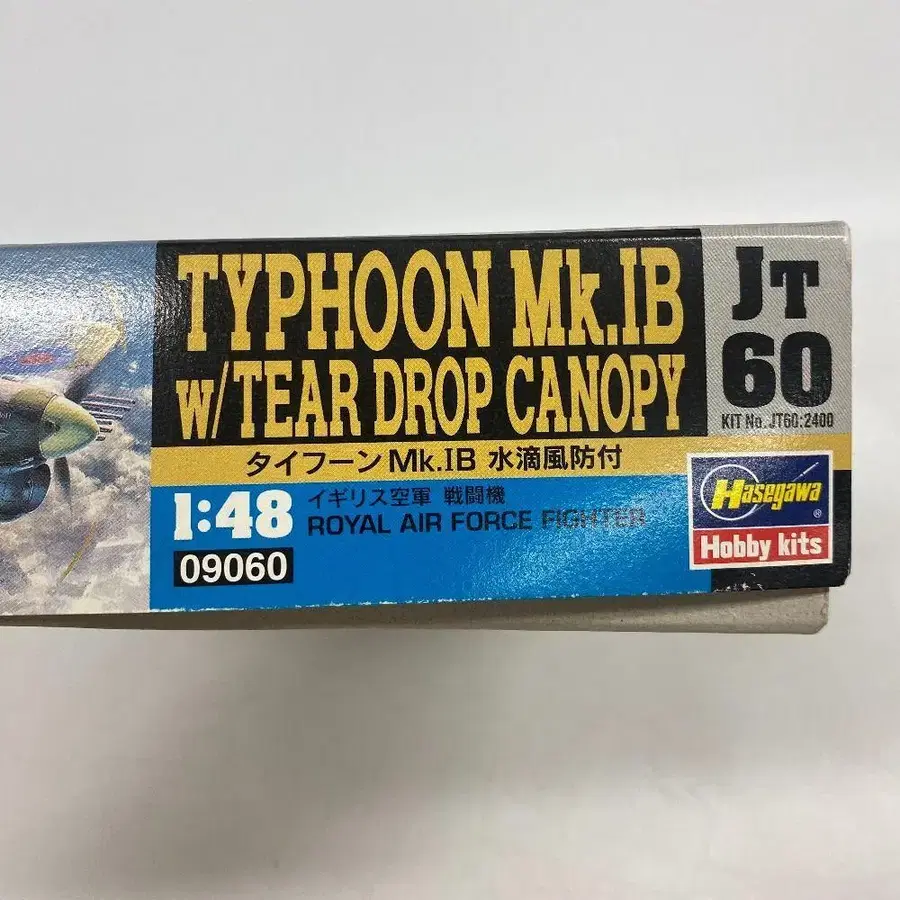 TYPHOON Mk.IB
w/TEAR DROP CANOPY
タイフーン Mk.IB 水滴風防付
1:48
イギリス空軍 戦闘機
ROYAL AIR FORCE FIGHTER
09060
JT
60
KIT No. JT60:2400
Hasegawa ®
Hobby kits